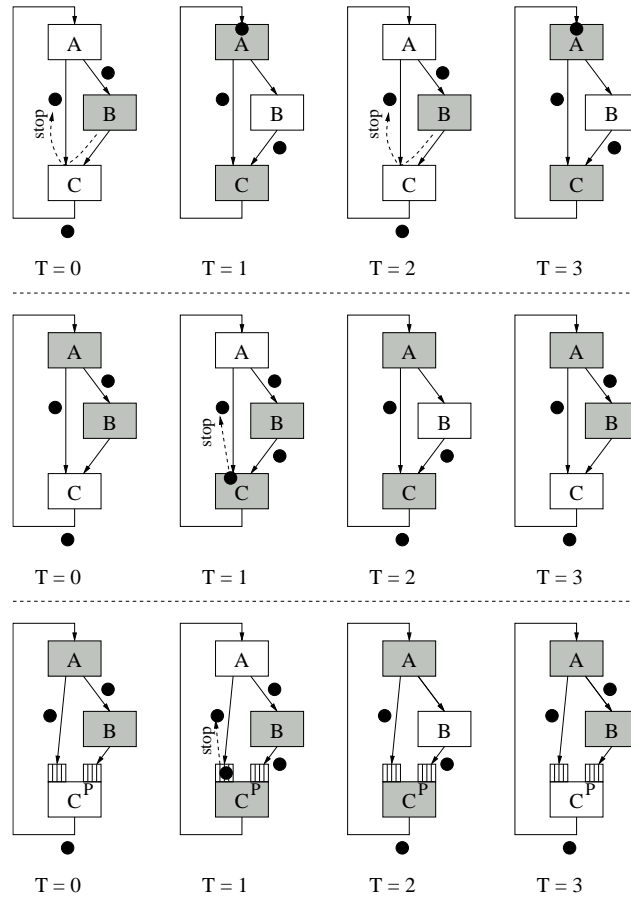 A A A A
B B B B
stop stop
C C C C
T = 0 T = 1 T = 2 T = 3
A A A A
B B B B
stop
C C C C
T = 0 T = 1 T = 2 T = 3
A A A A
B B B B
stop
C P C P C P C P
T = 0 T = 1 T = 2 T = 3